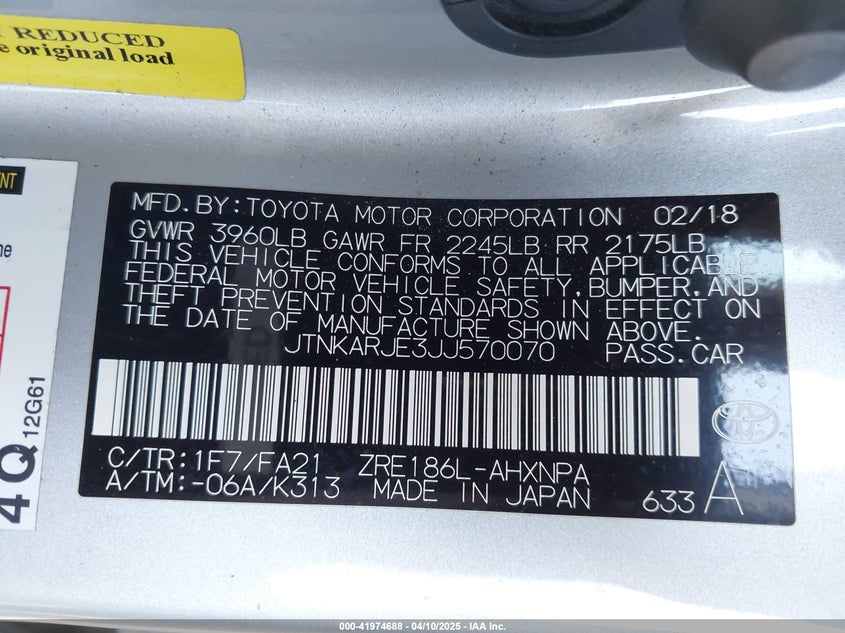 REDUCED
e original load
NT
ne
4Q 12G61
MFD.BY:TOYOTA MOTOR CORPORATION 02/18
GVWR 3960LB GAWR FR 2245LB RR 2175LB
THIS VEHICLE CONFORMS TO ALL APPLICABLE
FEDERAL MOTOR VEHICLE SAFETY,BUMPER,AND
THEFT PREVENTION STANDARDS IN EFFECT ON
THE DATE OF MANUFACTURE SHOWN ABOVE.
JTNKARJE3JJ570070 PASS.CAR
C/TR:1F7/FA21 ZRE186L-AHXNPA
A/TM:-06A/K313 MADE IN JAPAN 633 A
000-41974688 - 04/10/2025 - IAA Inc.